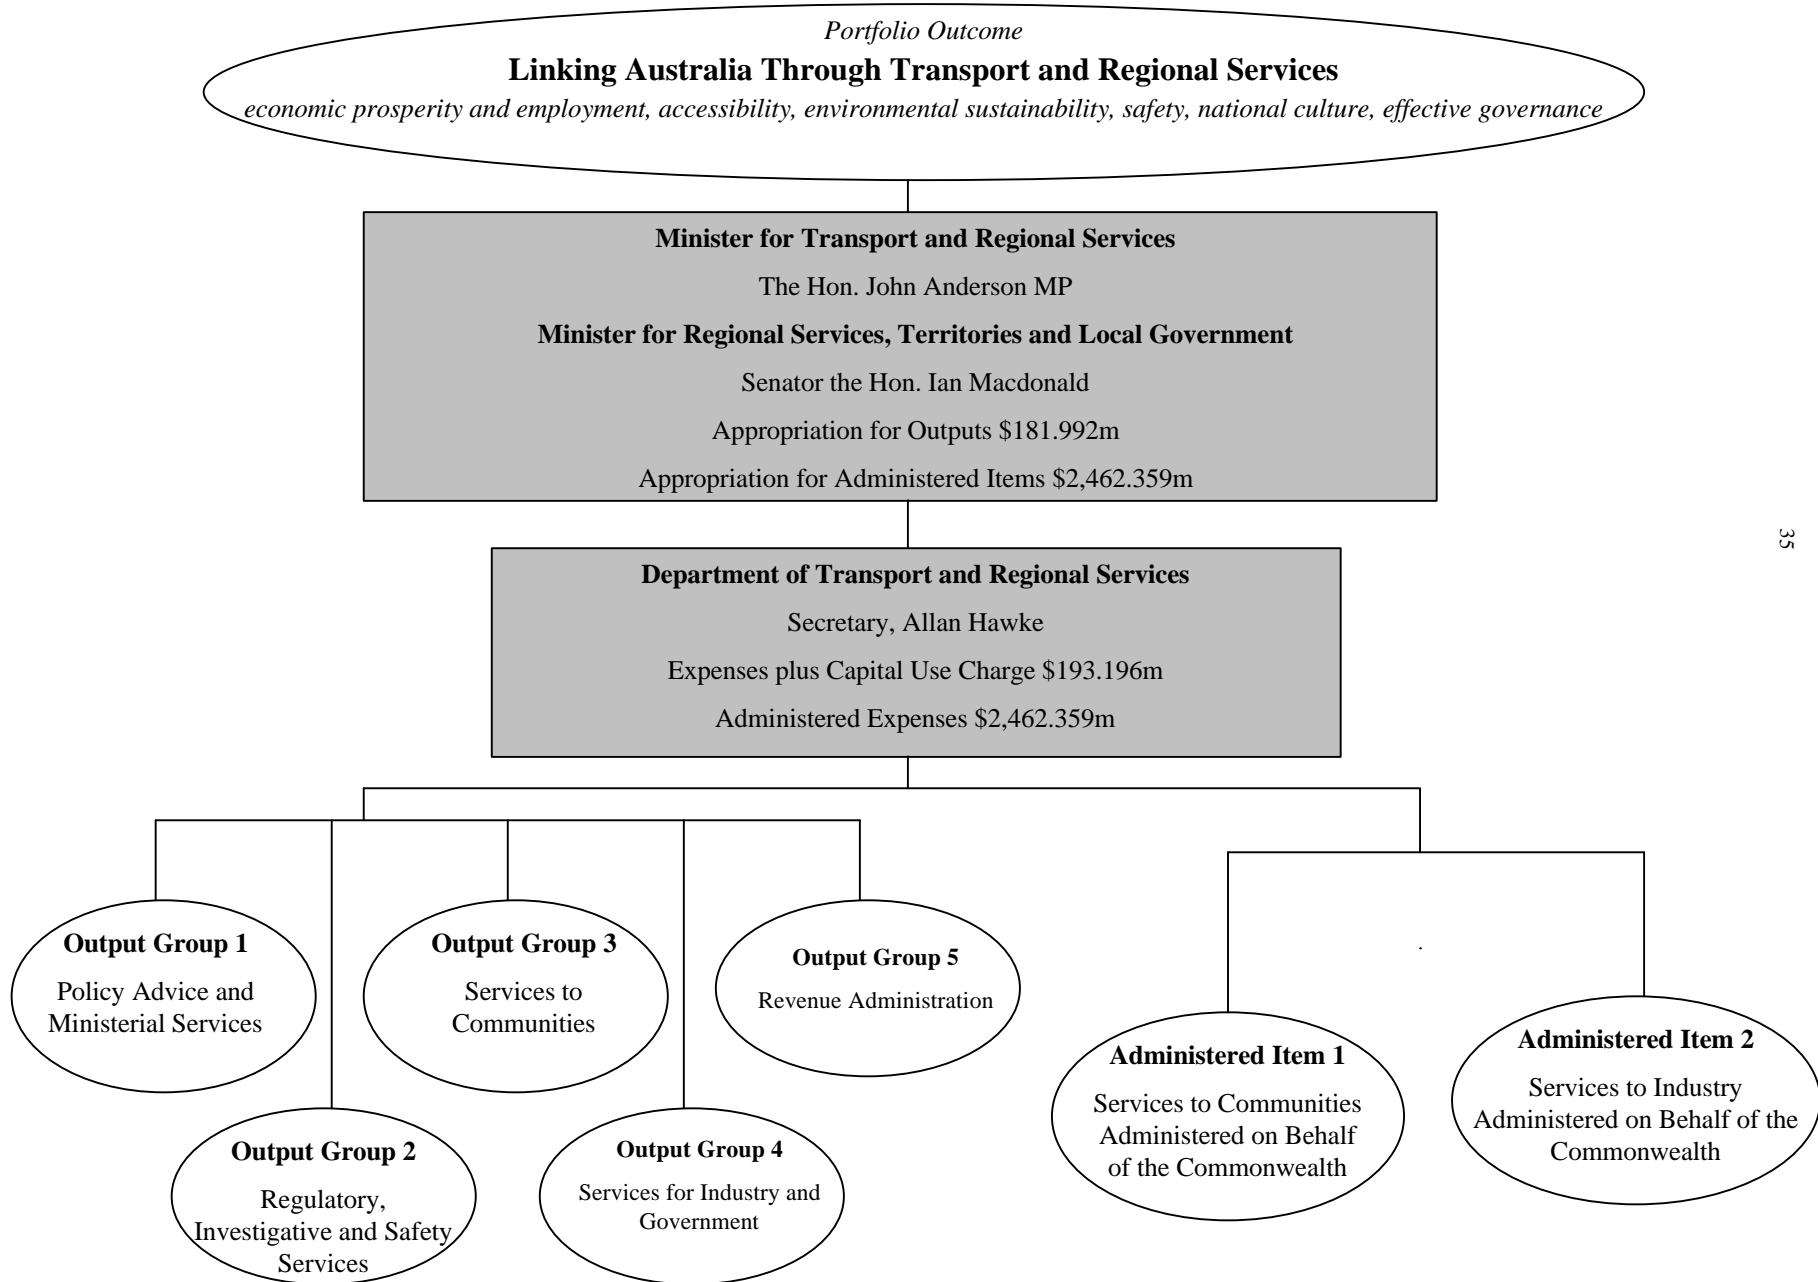 Portfolio Outcome
Linking Australia Through Transport and Regional Services
economic prosperity and employment, accessibility, environmental sustainability, safety, national culture, effective governance
Minister for Transport and Regional Services
The Hon. John Anderson MP
Minister for Regional Services, Territories and Local Government
Senator the Hon. Ian Macdonald
Appropriation for Outputs $181.992m
Appropriation for Administered Items $2,462.359m
35
Department of Transport and Regional Services
Secretary, Allan Hawke
Expenses plus Capital Use Charge $193.196m
Administered Expenses $2,462.359m
Output Group 1
Policy Advice and
Ministerial Services
Output Group 2
Regulatory,
Investigative and Safety
Services
Output Group 3
Services to
Communities
Output Group 4
Services for Industry and
Government
Output Group 5
Revenue Administration
Administered Item 1
Services to Communities
Administered on Behalf
of the Commonwealth
Administered Item 2
Services to Industry
Administered on Behalf of the
Commonwealth